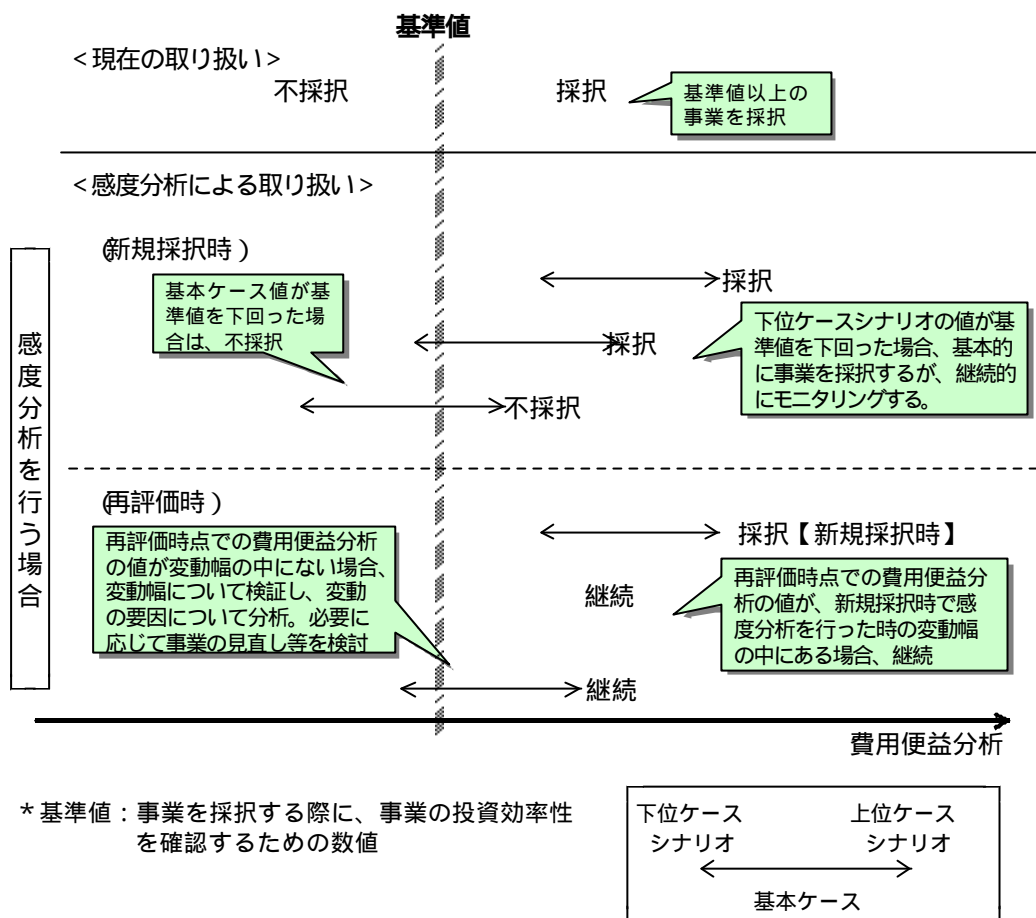 基準値
<現在の取り扱い>
不採択
採択
基準値以上の
事業を採択
<感度分析による取り扱い>
感度分析を行う場合
(新規採択時)
採択
基本ケース値が基
準値を下回った場
合は、不採択
採択
下位ケースシナリオの値が基
準値を下回った場合、基本的
に事業を採択するが、継続的
にモニタリングする。
不採択
(再評価時)
採択【新規採択時】
再評価時点での費用便益分析
の値が変動幅の中にない場合、
変動幅について検証し、変動
の要因について分析。必要に
応じて事業の見直し等を検討
継続
再評価時点での費用便益分
析の値が、新規採択時で感
度分析を行った時の変動幅
の中にある場合、継続
継続
費用便益分析
*基準値:事業を採択する際に、事業の投資効率性
を確認するための数値
下位ケース
シナリオ
上位ケース
シナリオ
基本ケース